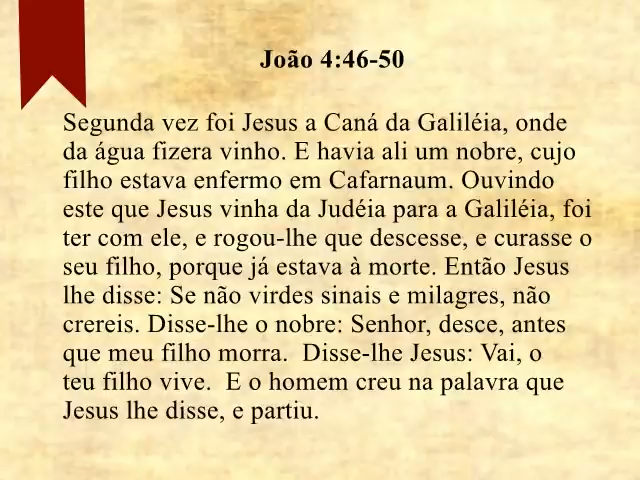 João 4:46-50
Segunda vez foi Jesus a Caná da Galiléia, onde
da água fizera vinho. E havia ali um nobre, cujo
filho estava enfermo em Cafarnaum. Ouvindo
este que Jesus vinha da Judéia para a Galiléia, foi
ter com ele, e rogou-lhe que descesse, e curasse o
seu filho, porque já estava à morte. Então Jesus
lhe disse: Se não virdes sinais e milagres, não
crereis. Disse-lhe o nobre: Senhor, desce, antes
que meu filho morra.  Disse-lhe Jesus: Vai, o
teu filho vive.  E o homem creu na palavra que
Jesus lhe disse, e partiu.